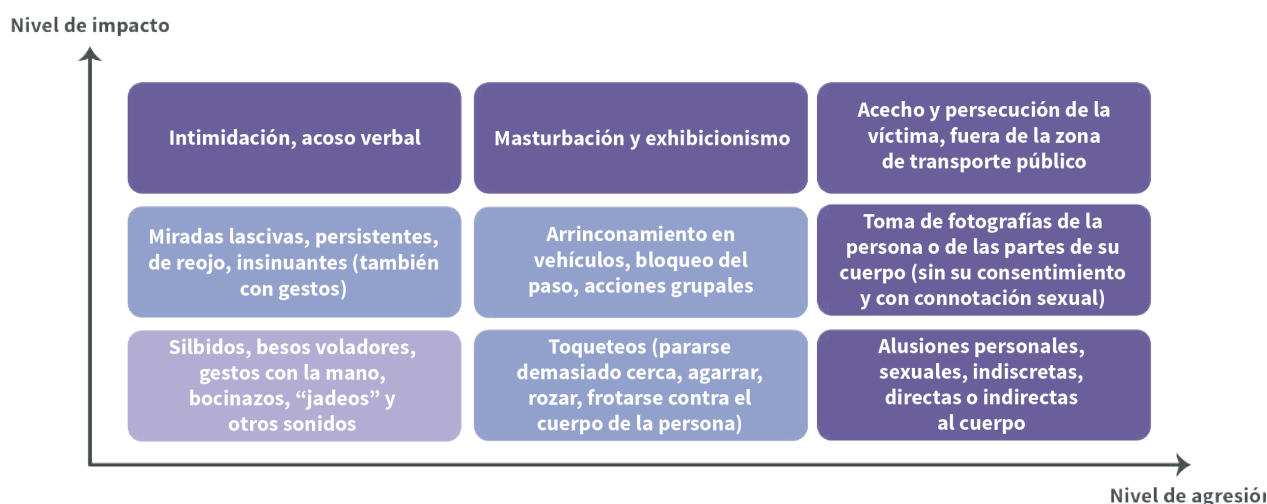 Nivel de impacto
Intimidación, acoso verbal
Masturbación y exhibicionismo
Acecho y persecución de la
víctima, fuera de la zona
de transporte público
Miradas lascivas, persistentes,
de reojo, insinuantes (también
con gestos)
Arrinconamiento en
vehículos, bloqueo del
paso, acciones grupales
Toma de fotografías de la
persona o de las partes de su
cuerpo (sin su consentimiento
y con connotación sexual)
Silbidos, besos voladores,
gestos con la mano,
bocinazos, “jadeos” y
otros sonidos
Toqueteos (pararse
demasiado cerca, agarrar,
rozar, frotarse contra el
cuerpo de la persona)
Alusiones personales,
sexuales, indiscretas,
directas o indirectas
al cuerpo
Nivel de agresión